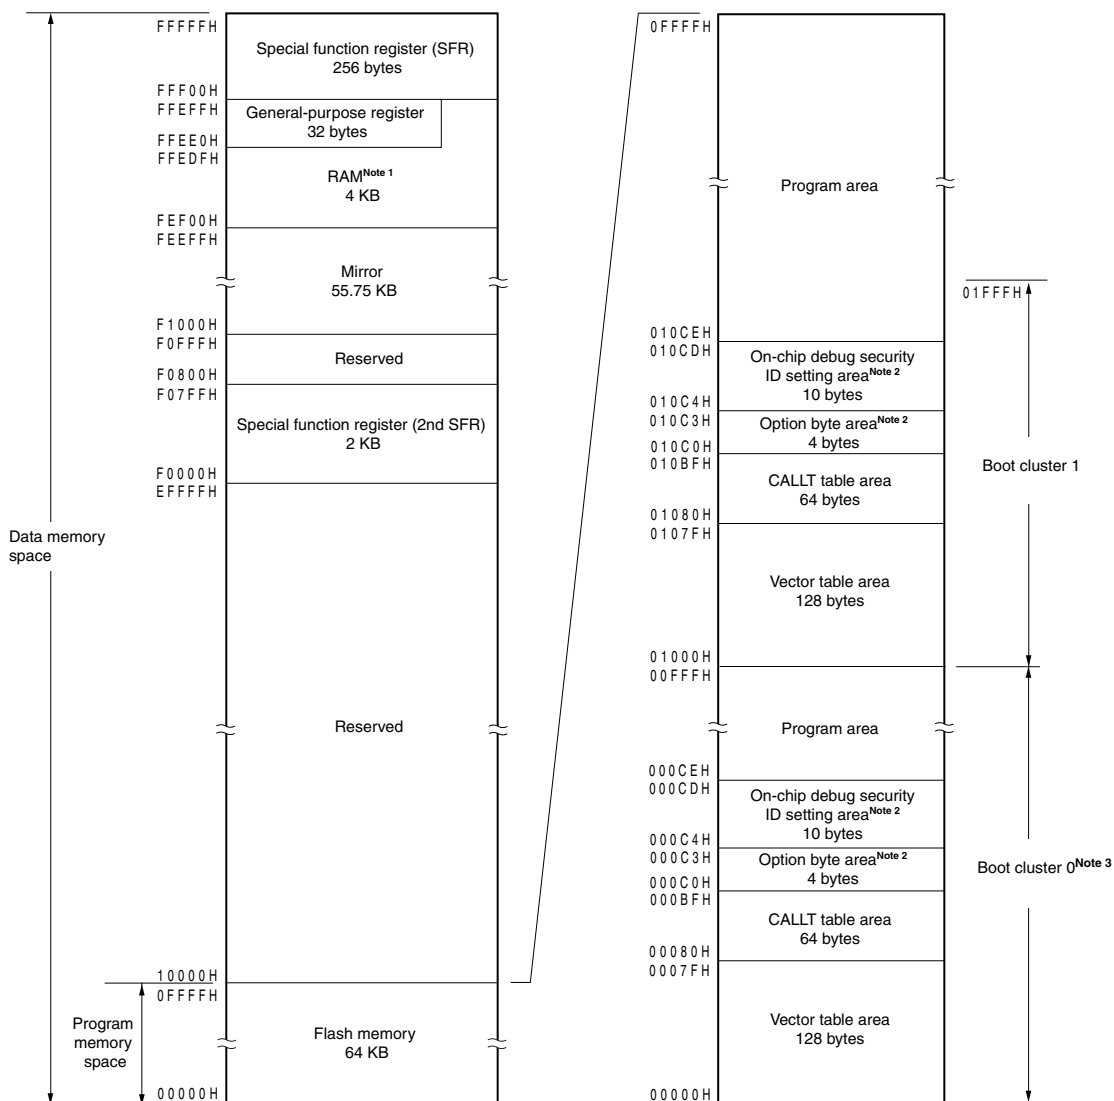 FFFFFH
Special function register (SFR)
256 bytes
FFF00H
FFEFFH
General-purpose register
32 bytes
FFEE0H
FFEDFH
RAMNote 1
4 KB
FEF00H
FEEFFH
Mirror
55.75 KB
F1000H
F0FFFH
Reserved
F0800H
F07FFH
Special function register (2nd SFR)
2 KB
F0000H
EFFFFH
Data memory
space
Reserved
10000H
0FFFFH
Program
memory
space
Flash memory
64 KB
00000H
0FFFFH
Program area
01FFFH
010CEH
010CDH
On-chip debug security
ID setting areaNote 2
10 bytes
010C4H
010C3H
Option byte areaNote 2
4 bytes
010C0H
010BFH
CALLT table area
64 bytes
Boot cluster 1
01080H
0107FH
Vector table area
128 bytes
01000H
00FFFH
Program area
000CEH
000CDH
On-chip debug security
ID setting areaNote 2
10 bytes
000C4H
000C3H
Option byte areaNote 2
4 bytes
Boot cluster 0Note 3
000C0H
000BFH
CALLT table area
64 bytes
00080H
0007FH
Vector table area
128 bytes
00000H